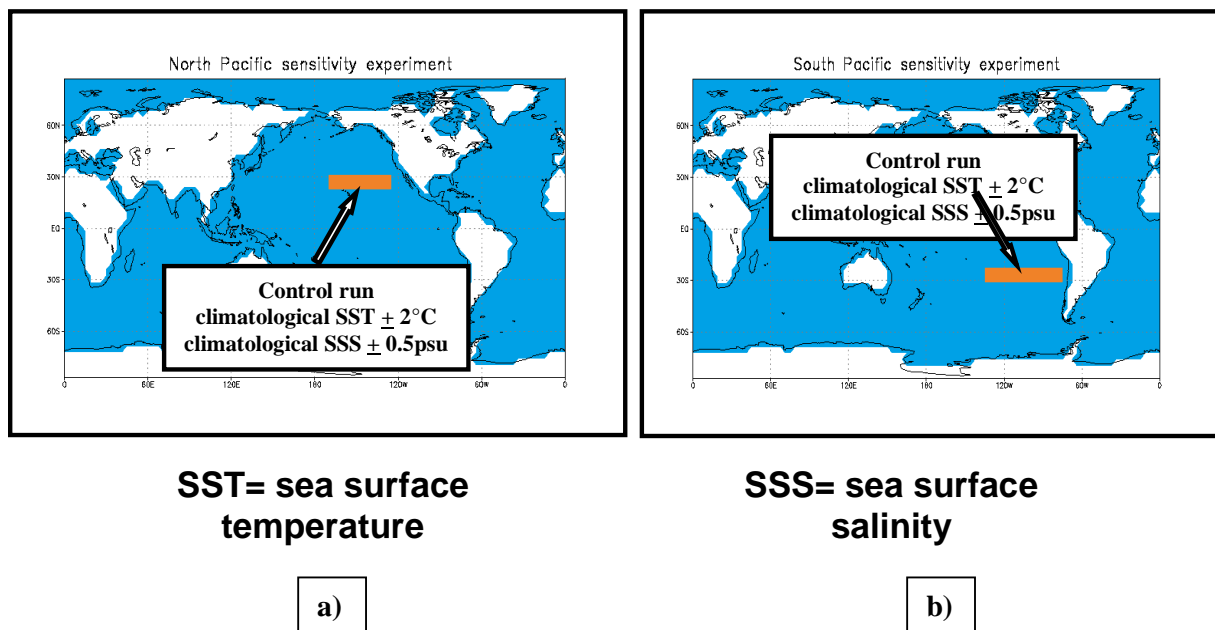 North Pacific sensitivity experiment
60N
30N
EQ
30S
60S
0
60E
120E
180
120W
60W
0
Control run
climatological SST ± 2°C
climatological SSS ± 0.5psu
South Pacific sensitivity experiment
60N
30N
EQ
30S
60S
0
60E
120E
180
120W
60W
0
Control run
climatological SST ± 2°C
climatological SSS ± 0.5psu
SST= sea surface
temperature
SSS= sea surface
salinity
a)
b)